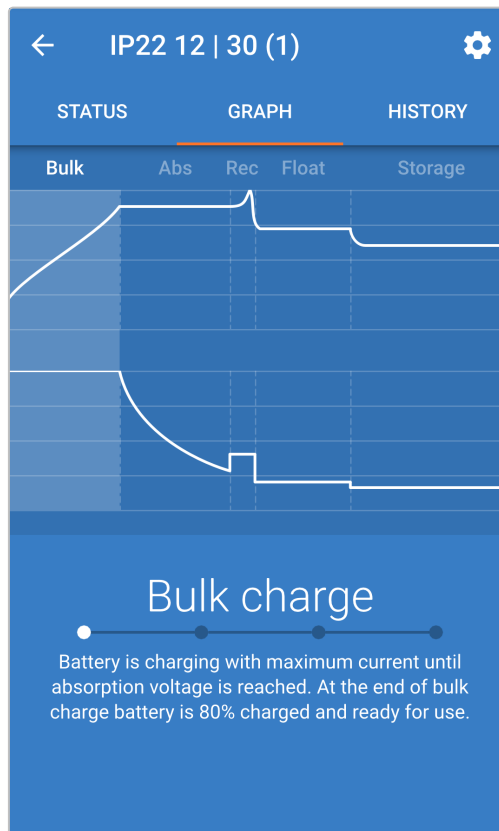 IP22 12 | 30 (1)
STATUS GRAPH HISTORY
Bulk Abs Rec Float Storage
Bulk charge
Battery is charging with maximum current until
absorption voltage is reached. At the end of bulk
charge battery is 80% charged and ready for use.